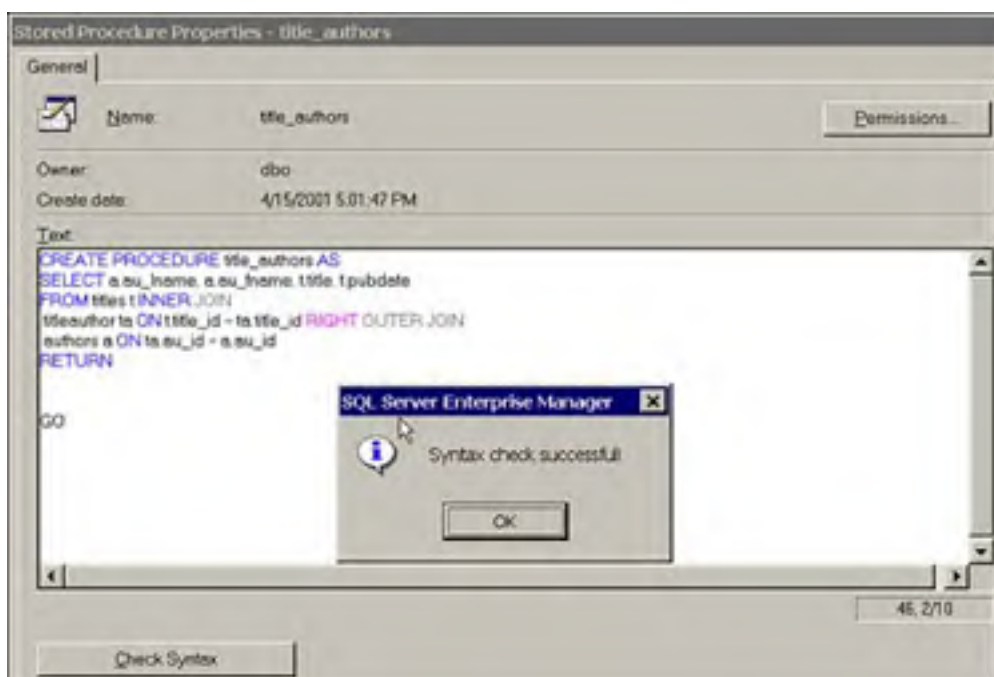 Stored Procedure Properties - title_authors
General
Name: title_authors Permissions...
Owner: dbo
Create date: 4/15/2001 5:01:47 PM
Text:
CREATE PROCEDURE title_authors AS
SELECT a.au_lname, a.au_fname, t.title, t.pubdate
FROM titles t INNER JOIN
titleauthor ta ON t.title_id = ta.title_id RIGHT OUTER JOIN
authors a ON ta.au_id = a.au_id
RETURN
GO
SQL Server Enterprise Manager
Syntax check successful!
OK
46, 2/10
Check Syntax